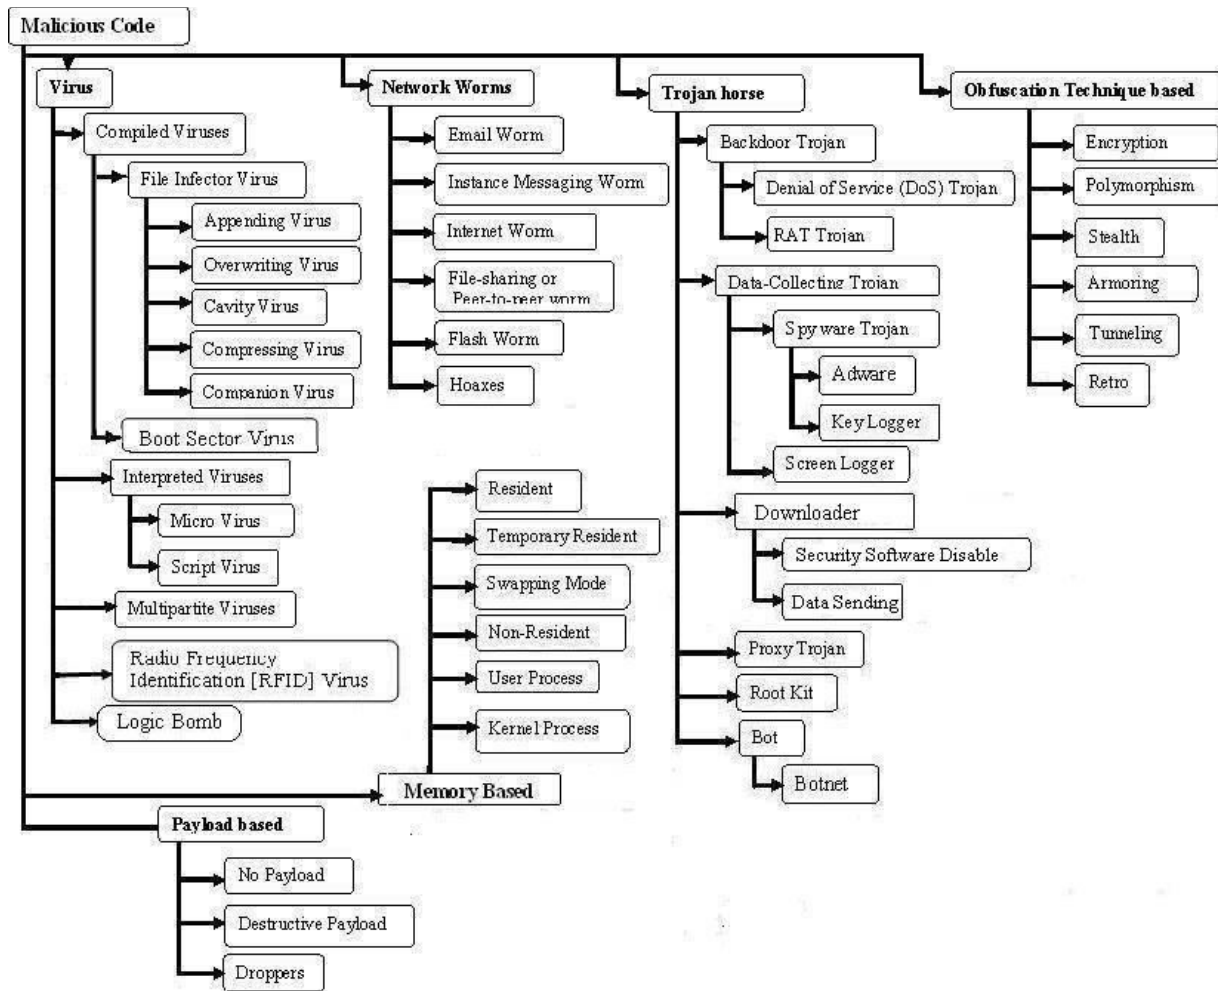 Malicious Code
Virus
Compiled Viruses
File Infector Virus
Appending Virus
Overwriting Virus
Cavity Virus
Compressing Virus
Companion Virus
Boot Sector Virus
Interpreted Viruses
Micro Virus
Script Virus
Multipartite Viruses
Radio Frequency
Identification [RFID] Virus
Logic Bomb
Network Worms
Email Worm
Instance Messaging Worm
Internet Worm
File-sharing or
Peer-to-peer worm
Flash Worm
Hoaxes
Trojan horse
Backdoor Trojan
Denial of Service (DoS) Trojan
RAT Trojan
Data-Collecting Trojan
Spyware Trojan
Adware
Key Logger
Screen Logger
Downloader
Security Software Disable
Data Sending
Proxy Trojan
Root Kit
Bot
Botnet
Obfuscation Technique based
Encryption
Polymorphism
Stealth
Armoring
Tunneling
Retro
Resident
Temporary Resident
Swapping Mode
Non-Resident
User Process
Kernel Process
Memory Based
Payload based
No Payload
Destructive Payload
Droppers